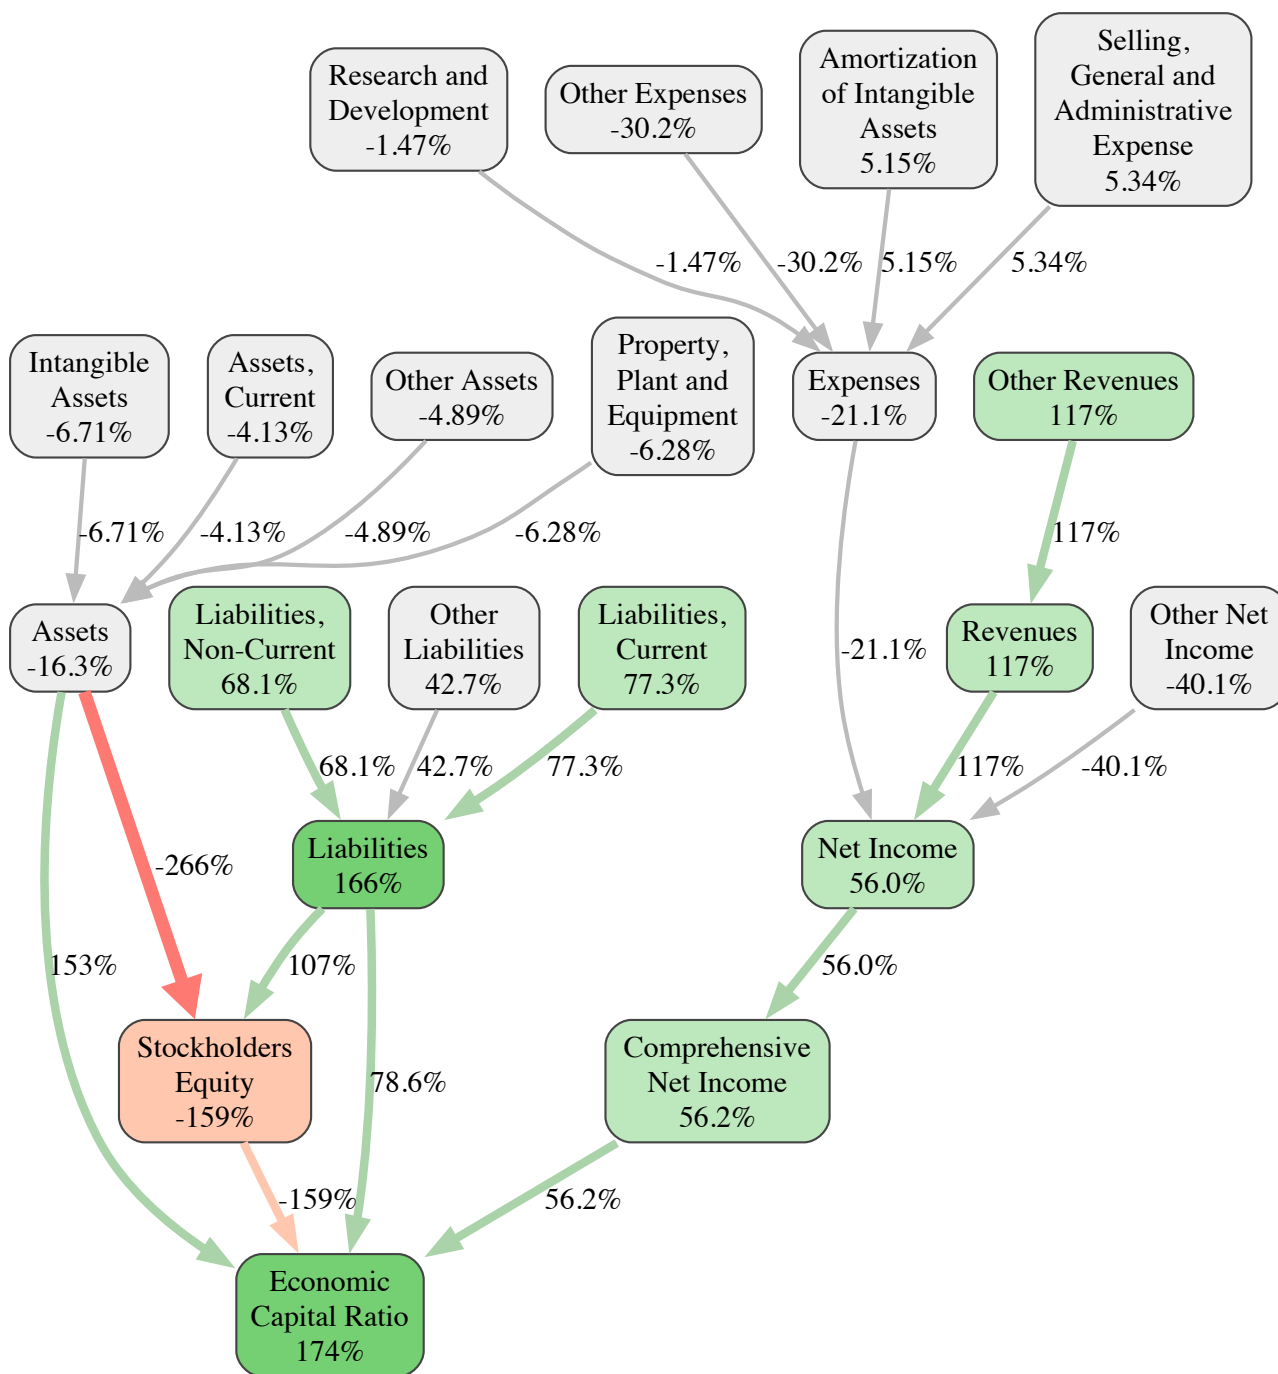 Research and
Development
-1.47%
Other Expenses
-30.2%
Amortization
of Intangible
Assets
5.15%
Selling,
General and
Administrative
Expense
5.34%
-1.47%
-30.2%
5.15%
5.34%
Intangible
Assets
-6.71%
Assets,
Current
-4.13%
Other Assets
-4.89%
Property,
Plant and
Equipment
-6.28%
Expenses
-21.1%
Other Revenues
117%
-6.71%
-4.13%
-4.89%
-6.28%
117%
Assets
-16.3%
Liabilities,
Non-Current
68.1%
Other
Liabilities
42.7%
Liabilities,
Current
77.3%
-21.1%
Revenues
117%
Other Net
Income
-40.1%
68.1%
42.7%
77.3%
117%
-40.1%
-266%
Liabilities
166%
Net Income
56.0%
153%
107%
56.0%
Stockholders
Equity
-159%
78.6%
Comprehensive
Net Income
56.2%
-159%
56.2%
Economic
Capital Ratio
174%